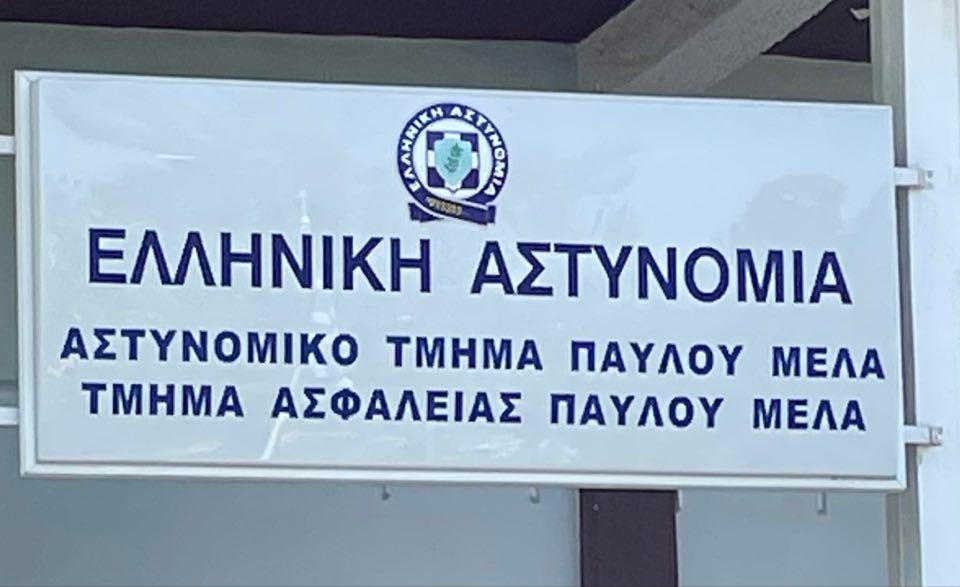 ΕΛΛΗΝΙΚΗ ΑΣΤΥΝΟΜΙΑ
ΕΛΛΗΝΙΚΗ ΑΣΤΥΝΟΜΙΑ
ΑΣΤΥΝΟΜΙΚΟ ΤΜΗΜΑ ΠΑΥΛΟΥ ΜΕΛΑ
ΤΜΗΜΑ ΑΣΦΑΛΕΙΑΣ ΠΑΥΛΟΥ ΜΕΛΑ